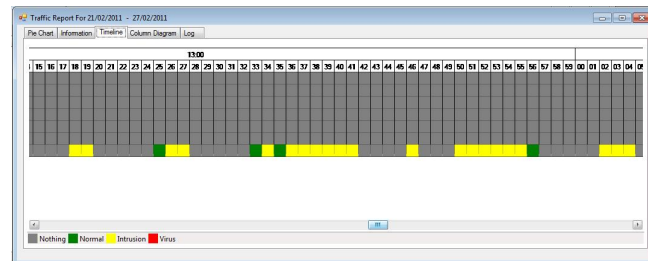 Traffic Report For 21/02/2011 - 27/02/2011
Pie Chart Information Timeline Column Diagram Log
13:00
15 16 17 18 19 20 21 22 23 24 25 26 27 28 29 30 31 32 33 34 35 36 37 38 39 40 41 42 43 44 45 46 47 48 49 50 51 52 53 54 55 56 57 58 59 00 01 02 03 04
Nothing Normal Intrusion Virus